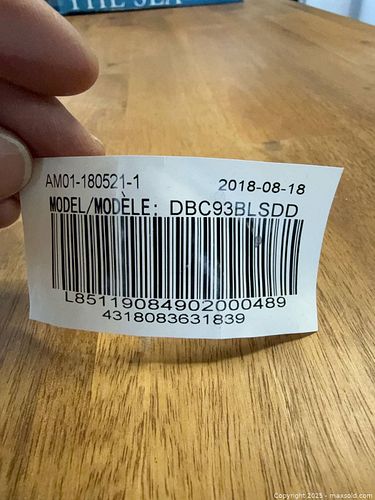 THE SEA
AM01-180521-1 2018-08-18
MODEL/MODÈLE: DBC93BLSDD
L85119084902000489
4318083631839
Copyright 2025 - maxsold.com